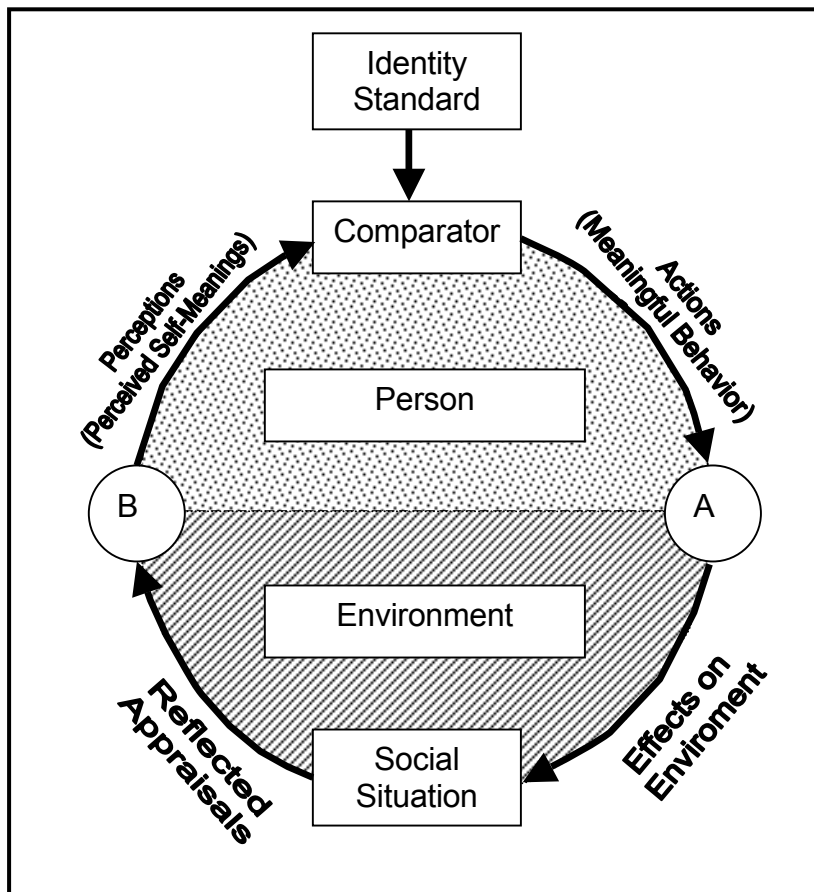 Identity
Standard
Comparator
Perceptions
(Perceived Self-Meanings)
Actions
(Meaningful Behavior)
Person
B
A
Environment
Reflected
Appraisals
Effects on
Enviroment
Social
Situation